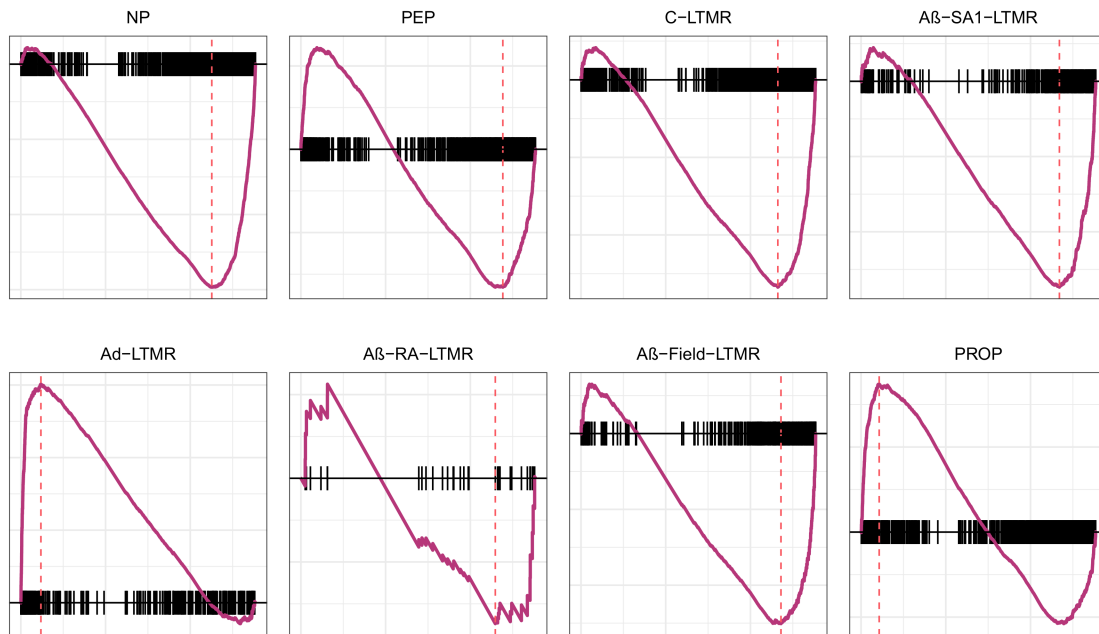 NP
PEP
C−LTMR
Aß−SA1−LTMR
Ad−LTMR
Aß−RA−LTMR
Aß−Field−LTMR
PROP